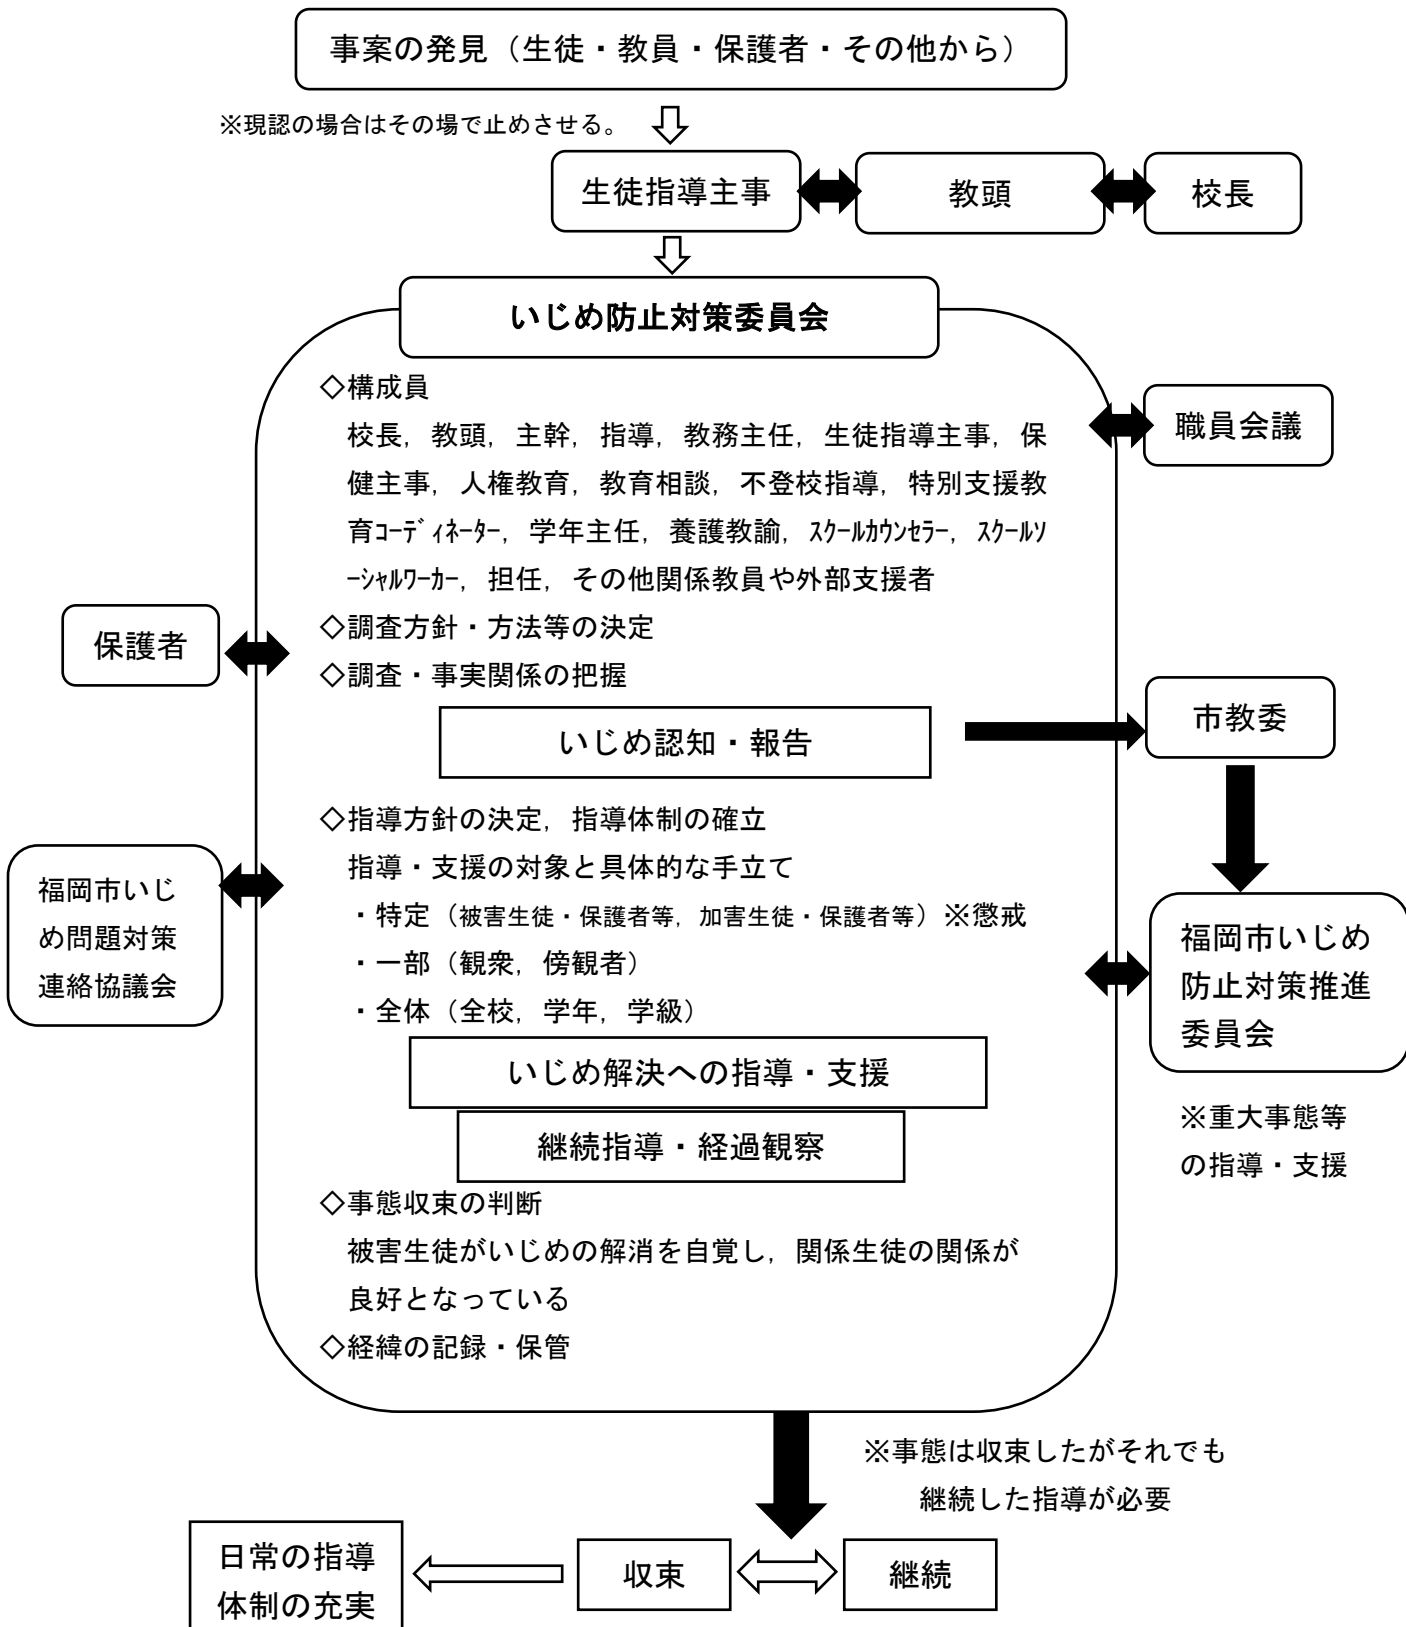 事案の発見（生徒・教員・保護者・その他から）
※現認の場合はその場で止めさせる。
生徒指導主事
教頭
校長
いじめ防止対策委員会
◇構成員
校長，教頭，主幹，指導，教務主任，生徒指導主事，保
健主事，人権教育，教育相談，不登校指導，特別支援教
育ｺｰﾃﾞｨﾈｰﾀｰ，学年主任，養護教諭，ｽｸｰﾙｶｳﾝｾﾗｰ，ｽｸｰﾙｿ
ｰｼｬﾙﾜｰｶｰ，担任，その他関係教員や外部支援者
職員会議
◇調査方針・方法等の決定
◇調査・事実関係の把握
保護者
いじめ認知・報告
市教委
◇指導方針の決定，指導体制の確立
指導・支援の対象と具体的な手立て
・特定（被害生徒・保護者等，加害生徒・保護者等）※懲戒
・一部（観衆，傍観者）
・全体（全校，学年，学級）
福岡市いじ
め問題対策
連絡協議会
福岡市いじめ
防止対策推進
委員会
※重大事態等
の指導・支援
いじめ解決への指導・支援
継続指導・経過観察
◇事態収束の判断
被害生徒がいじめの解消を自覚し，関係生徒の関係が
良好となっている
◇経緯の記録・保管
※事態は収束したがそれでも
継続した指導が必要
日常の指導
体制の充実
収束
継続